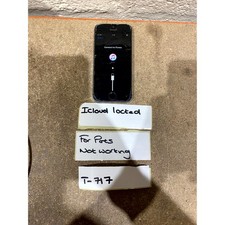 Icloud locked
For Parts
Not working
T-717